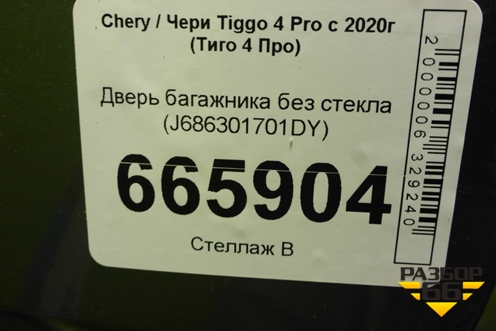 Chery / Чери Tiggo 4 Pro с 2020г
(Тиго 4 Про)
Дверь багажника без стекла
(J686301701DY)
665904
Стеллаж В
2000006329240
РАЗБОР
66